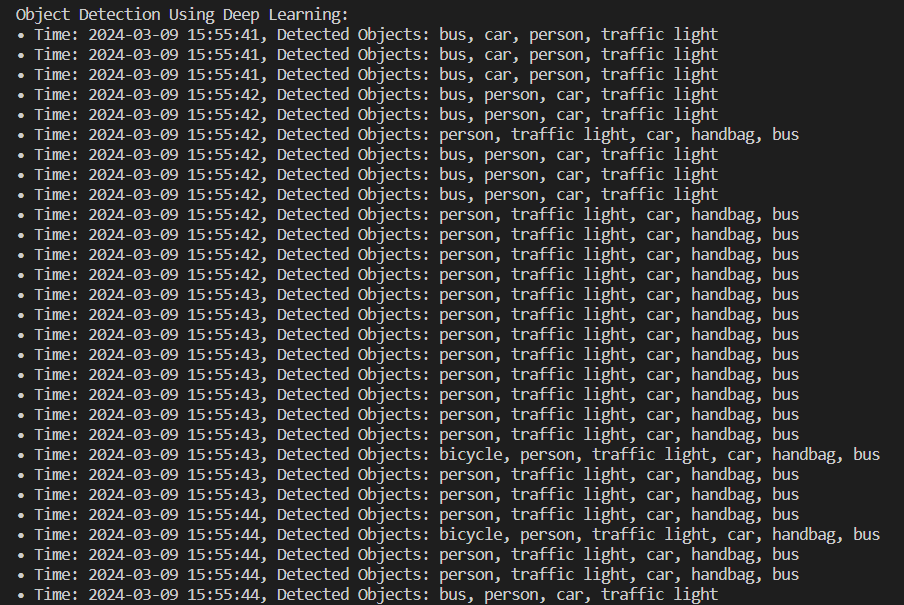 Object Detection Using Deep Learning:
• Time: 2024-03-09 15:55:41, Detected Objects: bus, car, person, traffic light
• Time: 2024-03-09 15:55:41, Detected Objects: bus, car, person, traffic light
• Time: 2024-03-09 15:55:41, Detected Objects: bus, car, person, traffic light
• Time: 2024-03-09 15:55:42, Detected Objects: bus, person, car, traffic light
• Time: 2024-03-09 15:55:42, Detected Objects: bus, person, car, traffic light
• Time: 2024-03-09 15:55:42, Detected Objects: person, traffic light, car, handbag, bus
• Time: 2024-03-09 15:55:42, Detected Objects: bus, person, car, traffic light
• Time: 2024-03-09 15:55:42, Detected Objects: bus, person, car, traffic light
• Time: 2024-03-09 15:55:42, Detected Objects: bus, person, car, traffic light
• Time: 2024-03-09 15:55:42, Detected Objects: person, traffic light, car, handbag, bus
• Time: 2024-03-09 15:55:42, Detected Objects: person, traffic light, car, handbag, bus
• Time: 2024-03-09 15:55:42, Detected Objects: person, traffic light, car, handbag, bus
• Time: 2024-03-09 15:55:42, Detected Objects: person, traffic light, car, handbag, bus
• Time: 2024-03-09 15:55:43, Detected Objects: person, traffic light, car, handbag, bus
• Time: 2024-03-09 15:55:43, Detected Objects: person, traffic light, car, handbag, bus
• Time: 2024-03-09 15:55:43, Detected Objects: person, traffic light, car, handbag, bus
• Time: 2024-03-09 15:55:43, Detected Objects: person, traffic light, car, handbag, bus
• Time: 2024-03-09 15:55:43, Detected Objects: person, traffic light, car, handbag, bus
• Time: 2024-03-09 15:55:43, Detected Objects: person, traffic light, car, handbag, bus
• Time: 2024-03-09 15:55:43, Detected Objects: person, traffic light, car, handbag, bus
• Time: 2024-03-09 15:55:43, Detected Objects: person, traffic light, car, handbag, bus
• Time: 2024-03-09 15:55:43, Detected Objects: bicycle, person, traffic light, car, handbag, bus
• Time: 2024-03-09 15:55:43, Detected Objects: person, traffic light, car, handbag, bus
• Time: 2024-03-09 15:55:43, Detected Objects: person, traffic light, car, handbag, bus
• Time: 2024-03-09 15:55:44, Detected Objects: person, traffic light, car, handbag, bus
• Time: 2024-03-09 15:55:44, Detected Objects: bicycle, person, traffic light, car, handbag, bus
• Time: 2024-03-09 15:55:44, Detected Objects: person, traffic light, car, handbag, bus
• Time: 2024-03-09 15:55:44, Detected Objects: person, traffic light, car, handbag, bus
• Time: 2024-03-09 15:55:44, Detected Objects: bus, person, car, traffic light